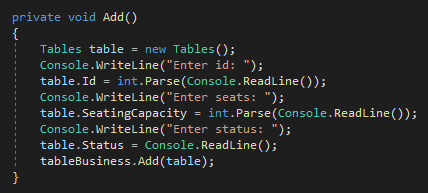 private void Add()
{
Tables table = new Tables();
Console.WriteLine("Enter id: ");
table.Id = int.Parse(Console.ReadLine());
Console.WriteLine("Enter seats: ");
table.SeatingCapacity = int.Parse(Console.ReadLine());
Console.WriteLine("Enter status: ");
table.Status = Console.ReadLine();
tableBusiness.Add(table);
}